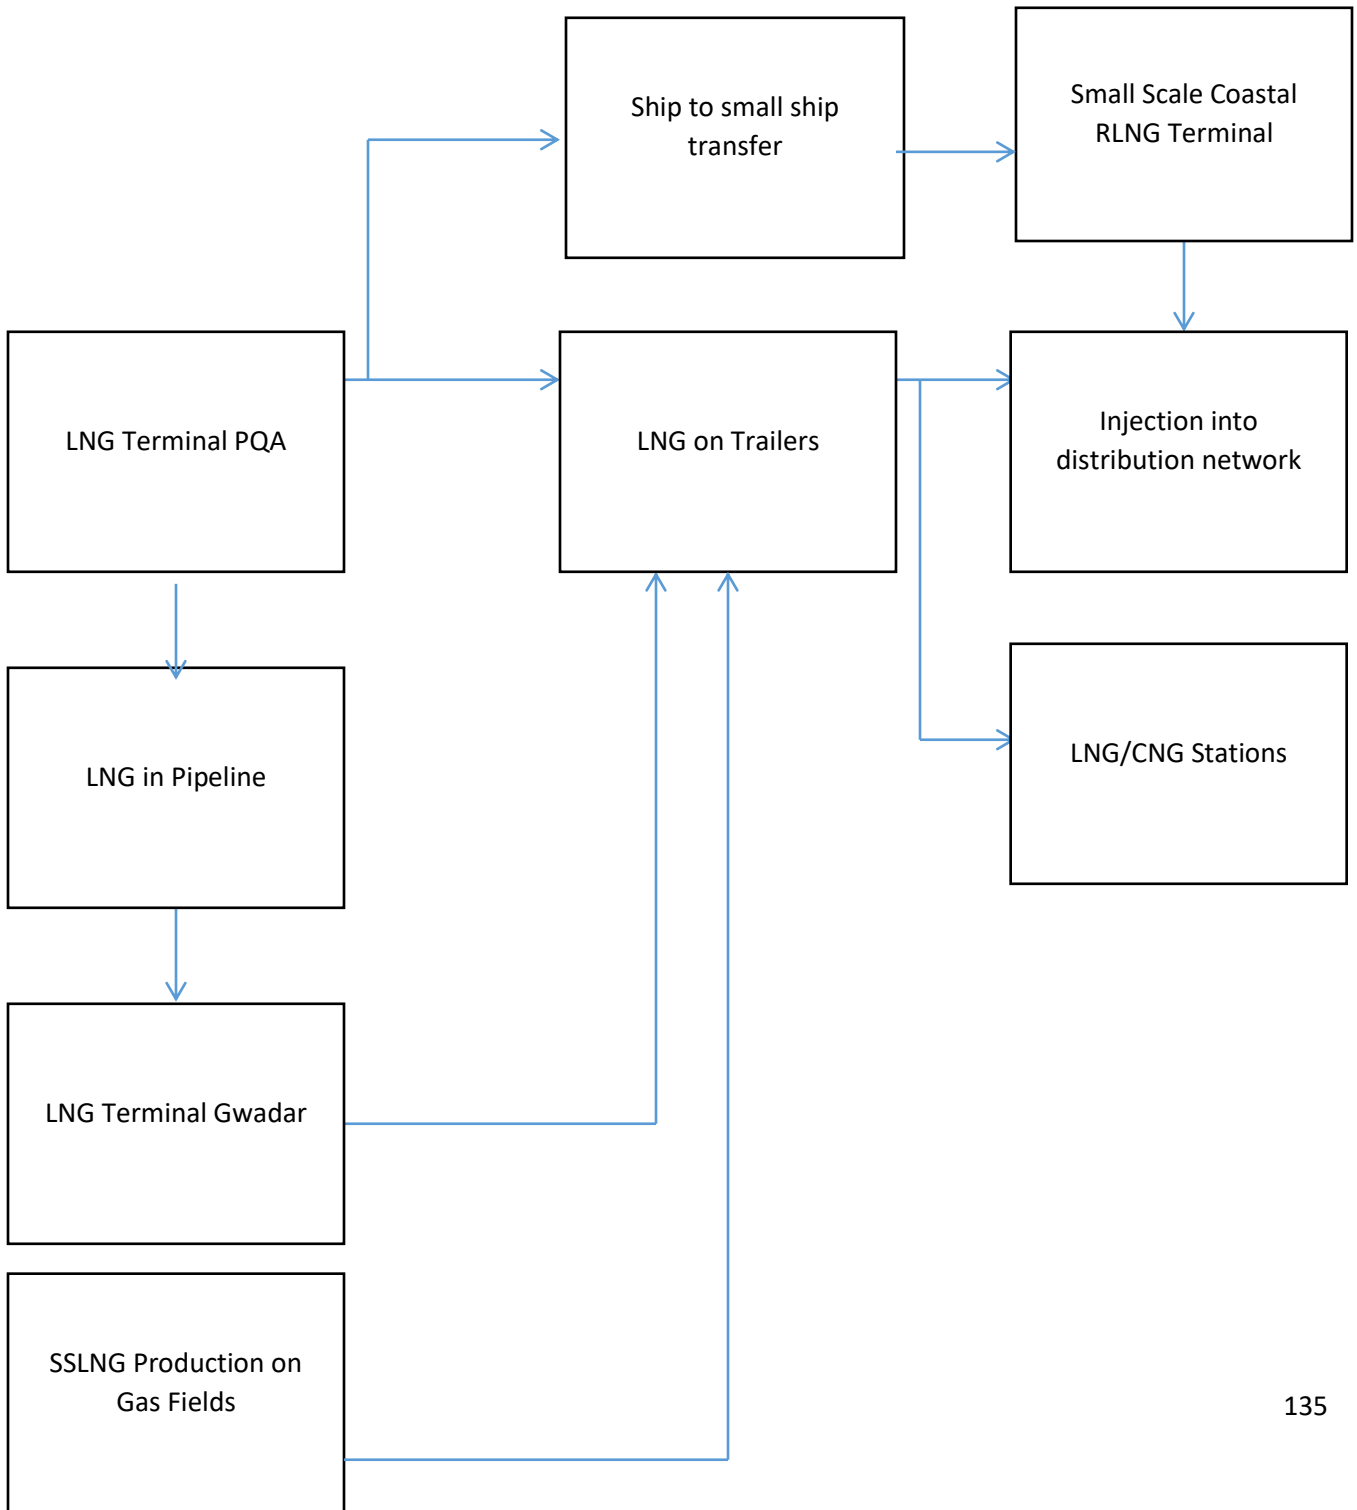 Ship to small ship
transfer
Small Scale Coastal
RLNG Terminal
LNG Terminal PQA
LNG on Trailers
Injection into
distribution network
LNG in Pipeline
LNG/CNG Stations
LNG Terminal Gwadar
SSLNG Production on
Gas Fields
135